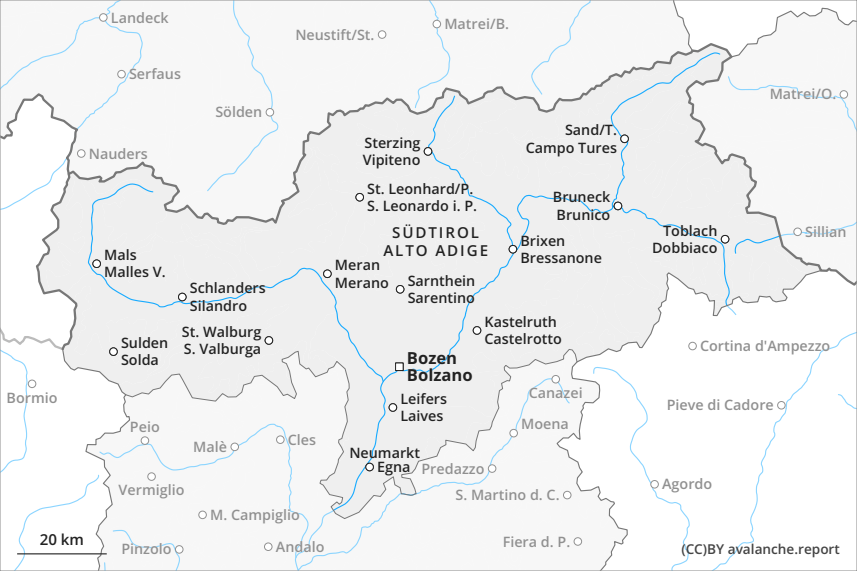 Landeck
Matrei/B.
Neustift/St.
Serfaus
Matrei/O.
Sölden
Sand/T.
Campo Tures
Sterzing
Vipiteno
Nauders
St. Leonhard/P.
S. Leonardo i. P.
Bruneck
Brunico
SÜDTIROL
ALTO ADIGE
Toblach
Dobbiaco
Sillian
Brixen
Bressanone
Mals
Malles V.
Meran
Merano
Sarnthein
Sarentino
Schlanders
Silandro
St. Walburg
S. Valburga
Kastelruth
Castelrotto
Sulden
Solda
Cortina d'Ampezzo
Bozen
Bolzano
Bormio
Canazei
Leifers
Laives
Pieve di Cadore
Peio
Moena
Cles
Malè
Neumarkt
Egna
Predazzo
Vermiglio
Agordo
S. Martino d. C.
M. Campiglio
Fiera d. P.
20 km
Pinzolo
Andalo
(CC)BY avalanche.report